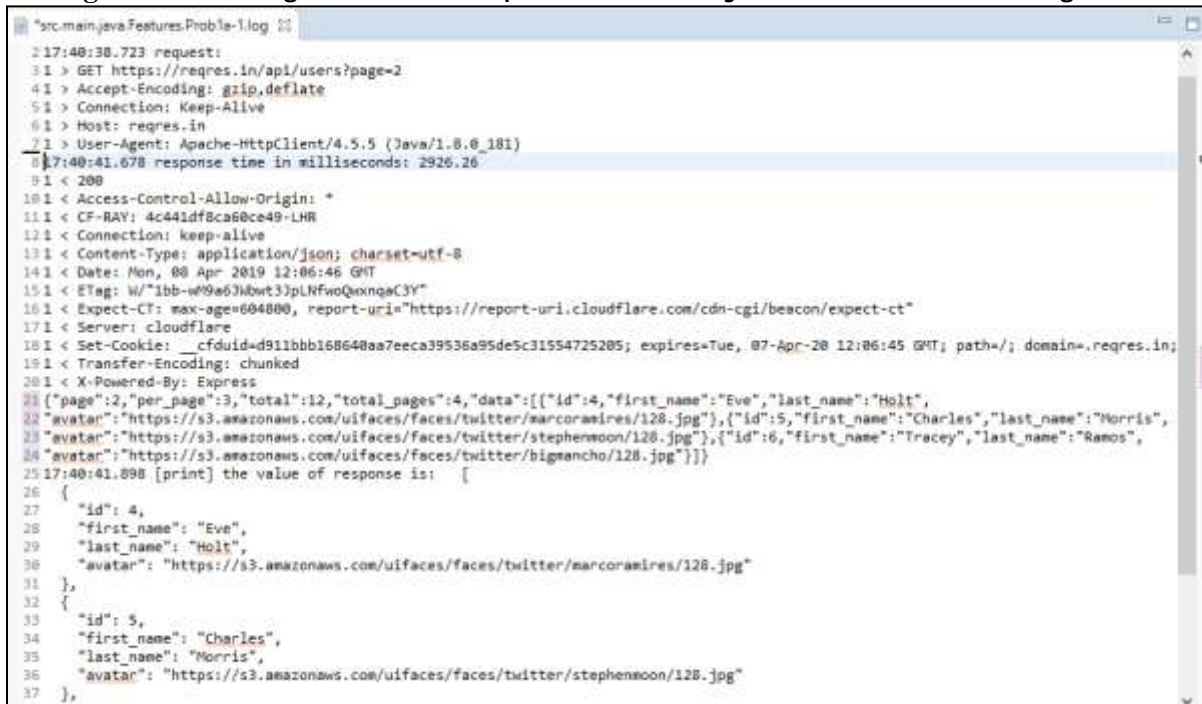 *src.main.java.Features.Prob1a-1.log
2 17:40:38.723 request:
3 1 > GET https://reqres.in/api/users?page=2
4 1 > Accept-Encoding: gzip,deflate
5 1 > Connection: Keep-Alive
6 1 > Host: reqres.in
7 1 > User-Agent: Apache-HttpClient/4.5.5 (Java/1.8.0_181)
8 17:40:41.678 response time in milliseconds: 2926.26
9 1 < 200
10 1 < Access-Control-Allow-Origin: *
11 1 < CF-RAY: 4c441df8ca60ce49-LHR
12 1 < Connection: keep-alive
13 1 < Content-Type: application/json; charset=utf-8
14 1 < Date: Mon, 08 Apr 2019 12:06:46 GMT
15 1 < ETag:
16 1 < Expect-CT: max-age=604800, report-uri="https://report-uri.cloudflare.com/cdn-cgi/beacon/expect-ct"
17 1 < Server: cloudflare
18 1 < Set-Cookie: __cfduid=d911bbb168640aa7eeca39536a95de5c31554725205; expires=Tue, 07-Apr-20 12:06:45 GMT; path=/; domain=.reqres.in;
19 1 < Transfer-Encoding: chunked
20 1 < X-Powered-By: Express
21 {"page":2,"per_page":3,"total":12,"total_pages":4,"data":[{"id":4,"first_name":"Eve","last_name":"Holt",
22 "avatar":"https://s3.amazonaws.com/uifaces/faces/twitter/marcoramires/128.jpg"},{"id":5,"first_name":"Charles","last_name":"Morris",
23 "avatar":"https://s3.amazonaws.com/uifaces/faces/twitter/stephenmoon/128.jpg"},{"id":6,"first_name":"Tracey","last_name":"Ramos",
24 "avatar":"https://s3.amazonaws.com/uifaces/faces/twitter/bigmancho/128.jpg"}]}
25 17:40:41.898 [print] the value of response is: [
26 {
27 "id": 4,
28 "first_name": "Eve",
29 "last_name": "Holt",
30 "avatar": "https://s3.amazonaws.com/uifaces/faces/twitter/marcoramires/128.jpg"
31 },
32 {
33 "id": 5,
34 "first_name": "Charles",
35 "last_name": "Morris",
36 "avatar": "https://s3.amazonaws.com/uifaces/faces/twitter/stephenmoon/128.jpg"
37 },